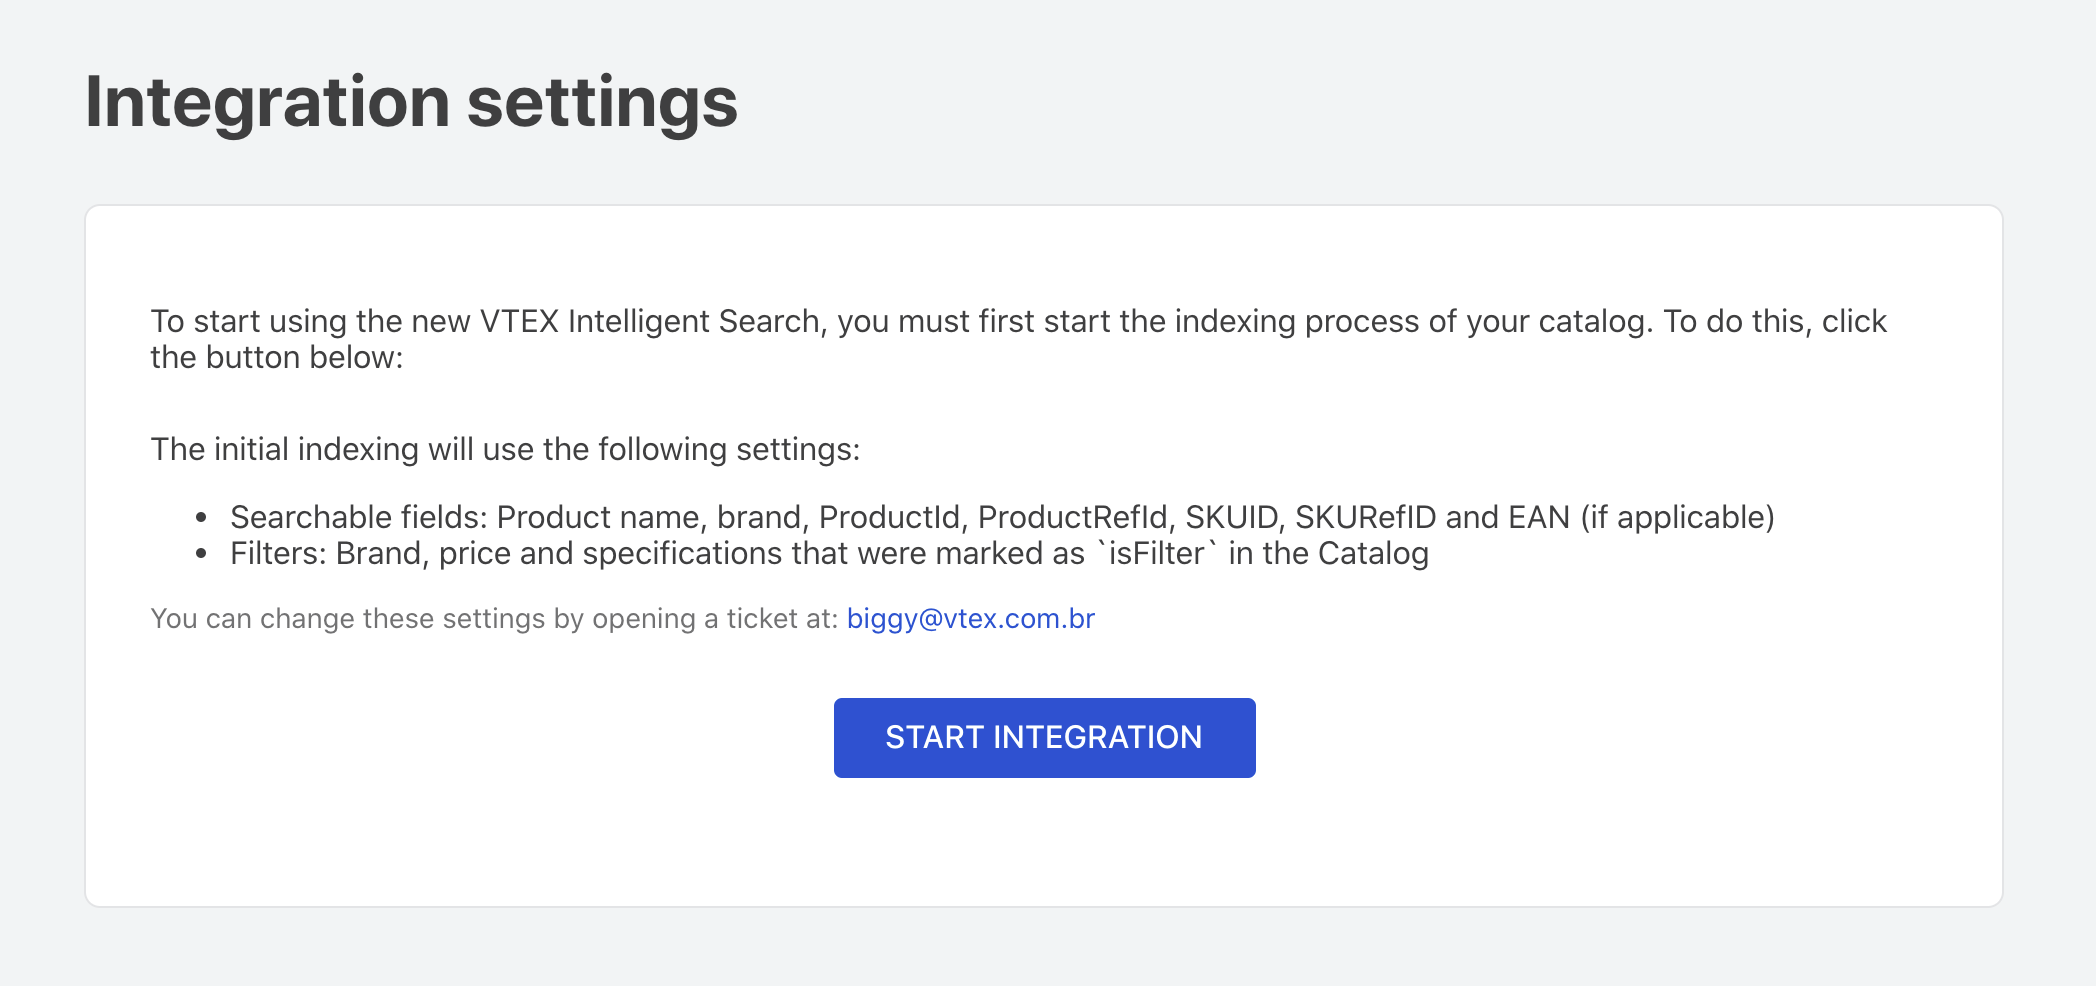 Integration settings
To start using the new VTEX Intelligent Search, you must first start the indexing process of your catalog. To do this, click
the button below:
The initial indexing will use the following settings:
• Searchable fields: Product name, brand, ProductId, ProductRefId, SKUID, SKURefID and EAN (if applicable)
• Filters: Brand, price and specifications that were marked as `isFilter` in the Catalog
You can change these settings by opening a ticket at: biggy@vtex.com.br
START INTEGRATION